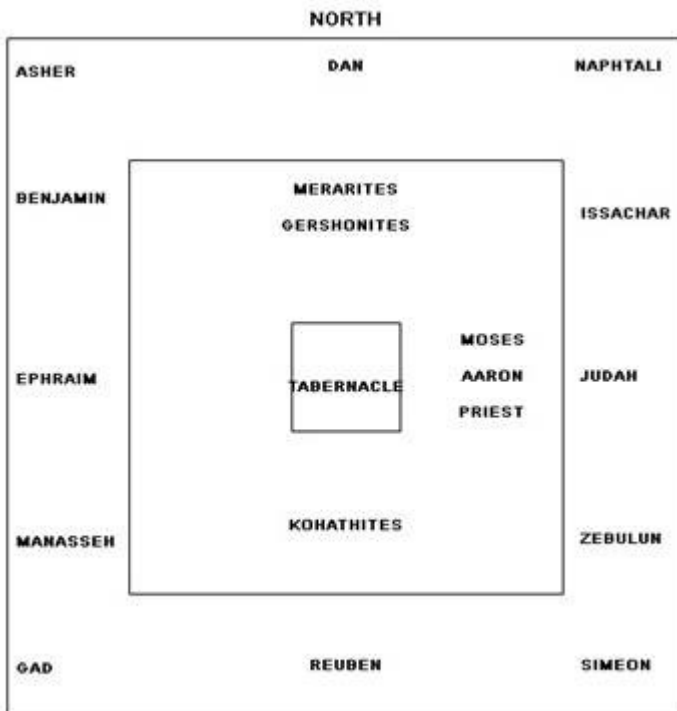 NORTH
ASHER
DAN
NAPHTALI
BENJAMIN
MERARITES
GERSHONITES
ISSACHAR
MOSES
EPHRAIM
TABERNACLE
AARON
JUDAH
PRIEST
KOHATHITES
MANASSEH
ZEBULUN
GAD
REUBEN
SIMEON